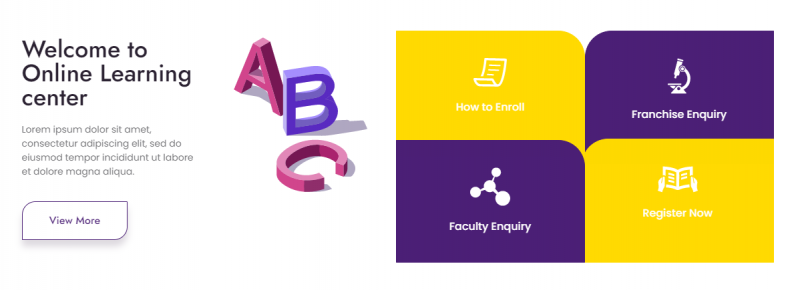 Welcome to
Online Learning
center
Lorem ipsum dolor sit amet,
consectetur adipiscing elit, sed do
eiusmod tempor incididunt ut labore
et dolore magna aliqua.
View More
A
B
C
How to Enroll
Franchise Enquiry
Faculty Enquiry
Register Now